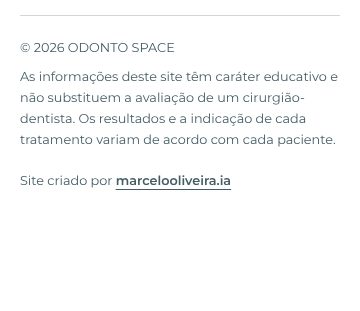 © 2026 ODONTO SPACE
As informações deste site têm caráter educativo e
não substituem a avaliação de um cirurgião-
dentista. Os resultados e a indicação de cada
tratamento variam de acordo com cada paciente.
Site criado por marcelooliveira.ia